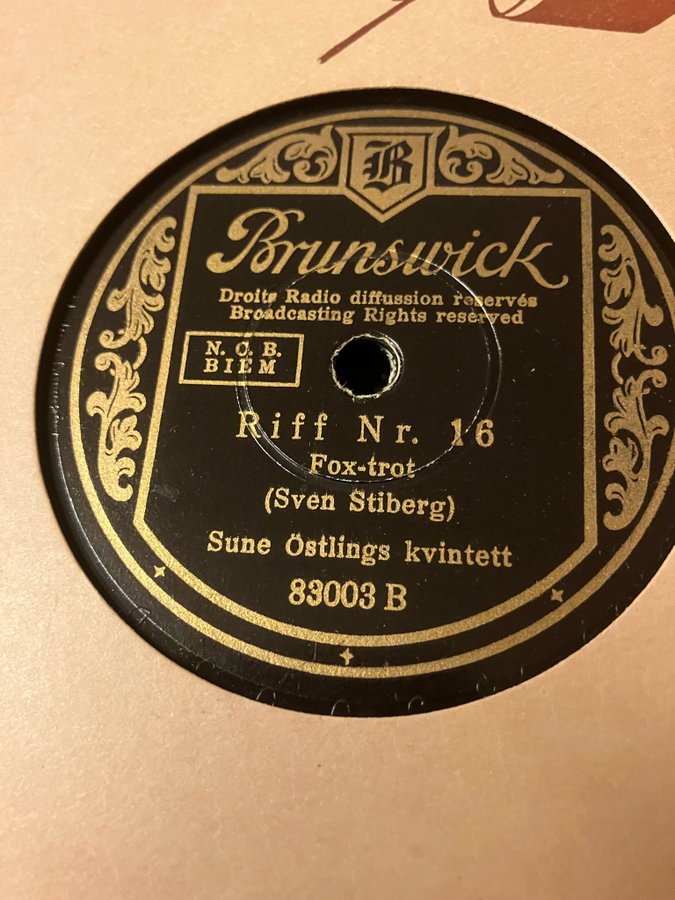 B
Brunswick
Droits Radio diffussion reservés
Broadcasting Rights reserved
N. C. B.
BIEM
Riff Nr. 16
Fox-trot
(Sven Stiberg)
Sune Östlings kvintett
83003 B